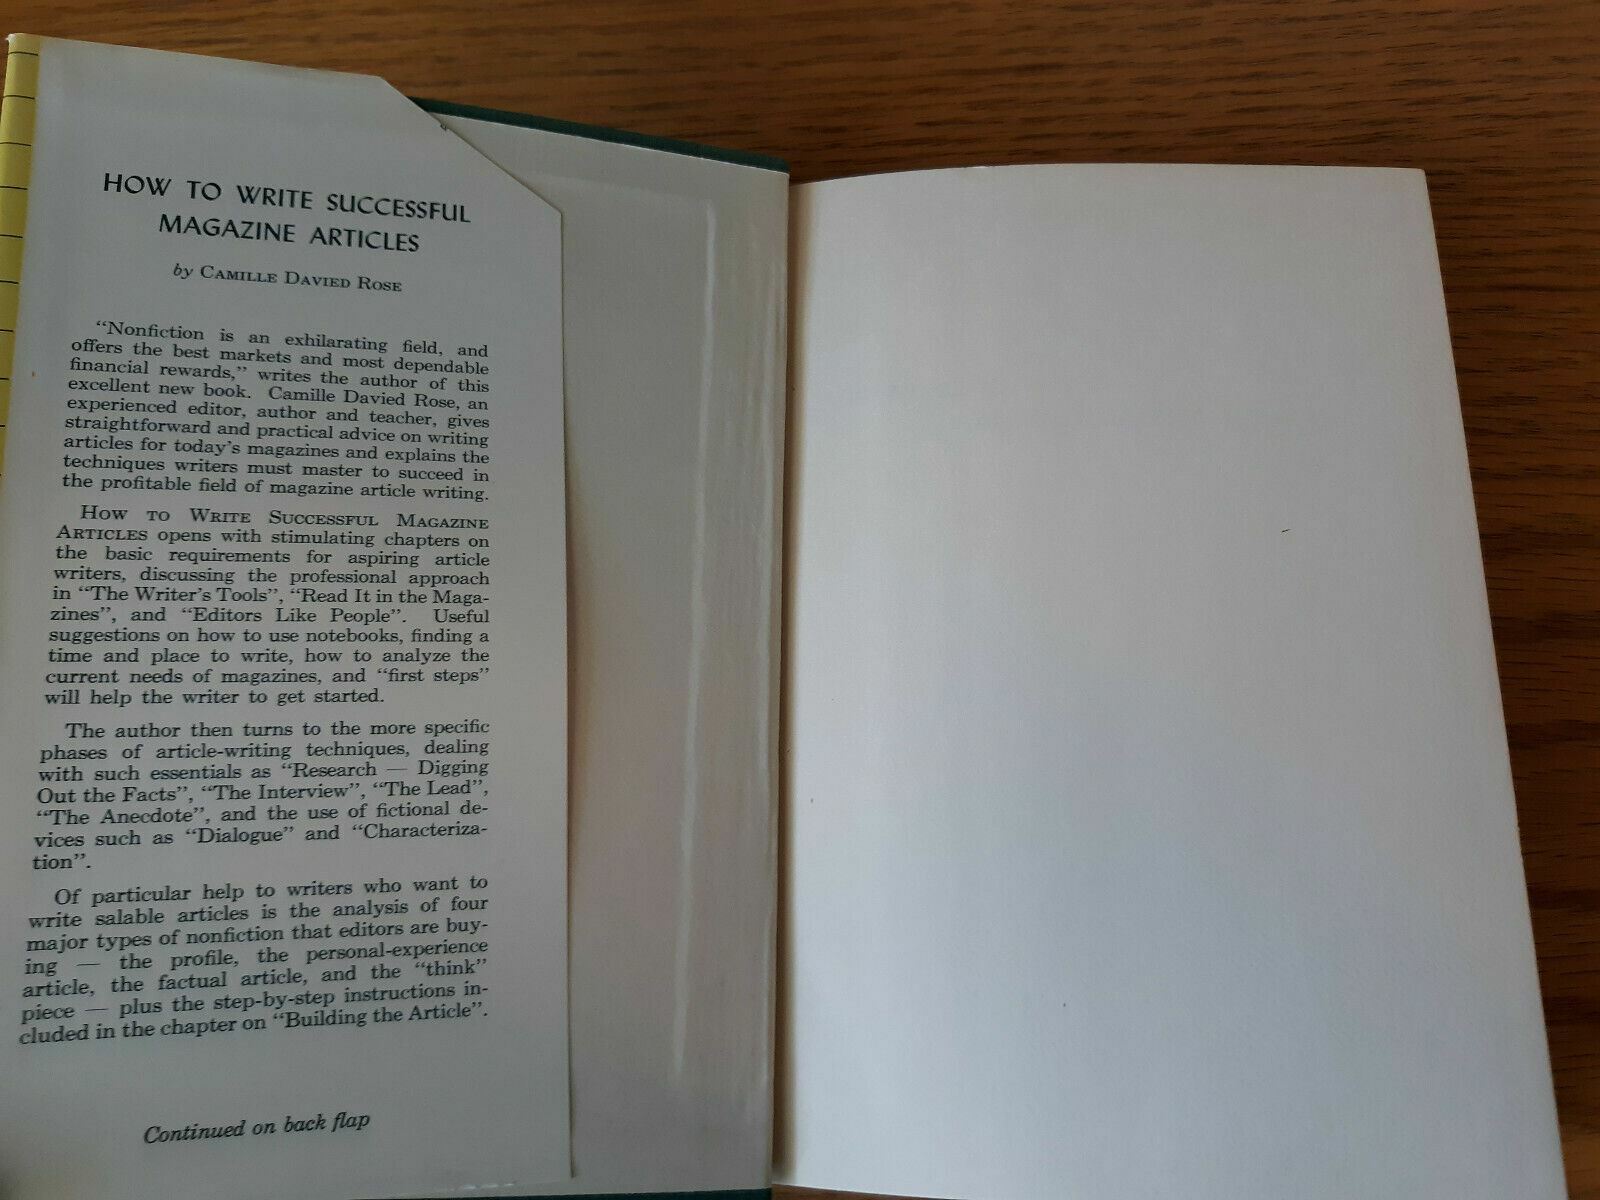 HOW TO WRITE SUCCESSFUL
MAGAZINE ARTICLES
by CAMILLE DAVIED ROSE
“Nonfiction is an exhilarating field, and
offers the best markets and most dependable
financial rewards,” writes the author of this
excellent new book. Camille Davied Rose, an
experienced editor, author and teacher, gives
straightforward and practical advice on writing
articles for today's magazines and explains the
techniques writers must master to succeed in
the profitable field of magazine article writing.
HOW TO WRITE SUCCESSFUL MAGAZINE
ARTICLES opens with stimulating chapters on
the basic requirements for aspiring article
writers, discussing the professional approach
in “The Writer's Tools”, “Read It in the Maga-
zines”, and “Editors Like People”. Useful
suggestions on how to use notebooks, finding a
time and place to write, how to analyze the
current needs of magazines, and “first steps”
will help the writer to get started.
The author then turns to the more specific
phases of article-writing techniques, dealing
with such essentials as “Research — Digging
Out the Facts”, “The Interview”, “The Lead”,
“The Anecdote”, and the use of fictional de-
vices such as “Dialogue” and “Characteriza-
tion”.
Of particular help to writers who want to
write salable articles is the analysis of four
major types of nonfiction that editors are buy-
ing — the profile, the personal-experience
article, the factual article, and the “think”
piece — plus the step-by-step instructions in-
cluded in the chapter on “Building the Article”.
Continued on back flap